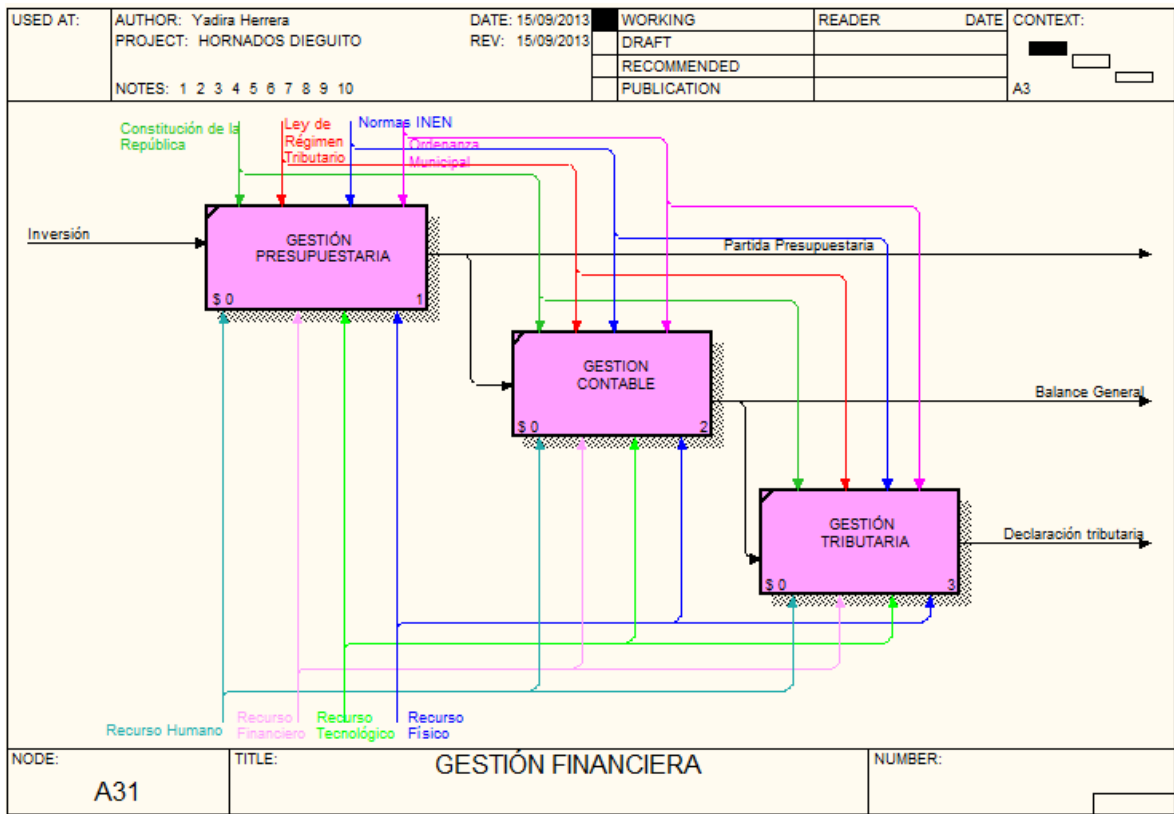 USED AT:
AUTHOR: Yadira Herrera
DATE: 15/09/2013
PROJECT: HORNADOS DIEGUITO
REV: 15/09/2013
NOTES: 1 2 3 4 5 6 7 8 9 10
WORKING
DRAFT
RECOMMENDED
PUBLICATION
READER
DATE
CONTEXT:
A3
Constitución de la
República
Ley de
Régimen
Tributario
Normas INEN
Ordenanza
Municipal
Inversión
GESTIÓN
PRESUPUESTARIA
$ 0
1
Partida Presupuestaria
GESTION
CONTABLE
$ 0
2
Balance General
GESTIÓN
TRIBUTARIA
$ 0
3
Declaración tributaria
Recurso Humano
Recurso
Financiero
Recurso
Tecnológico
Recurso
Físico
NODE:
A31
TITLE:
GESTIÓN FINANCIERA
NUMBER: